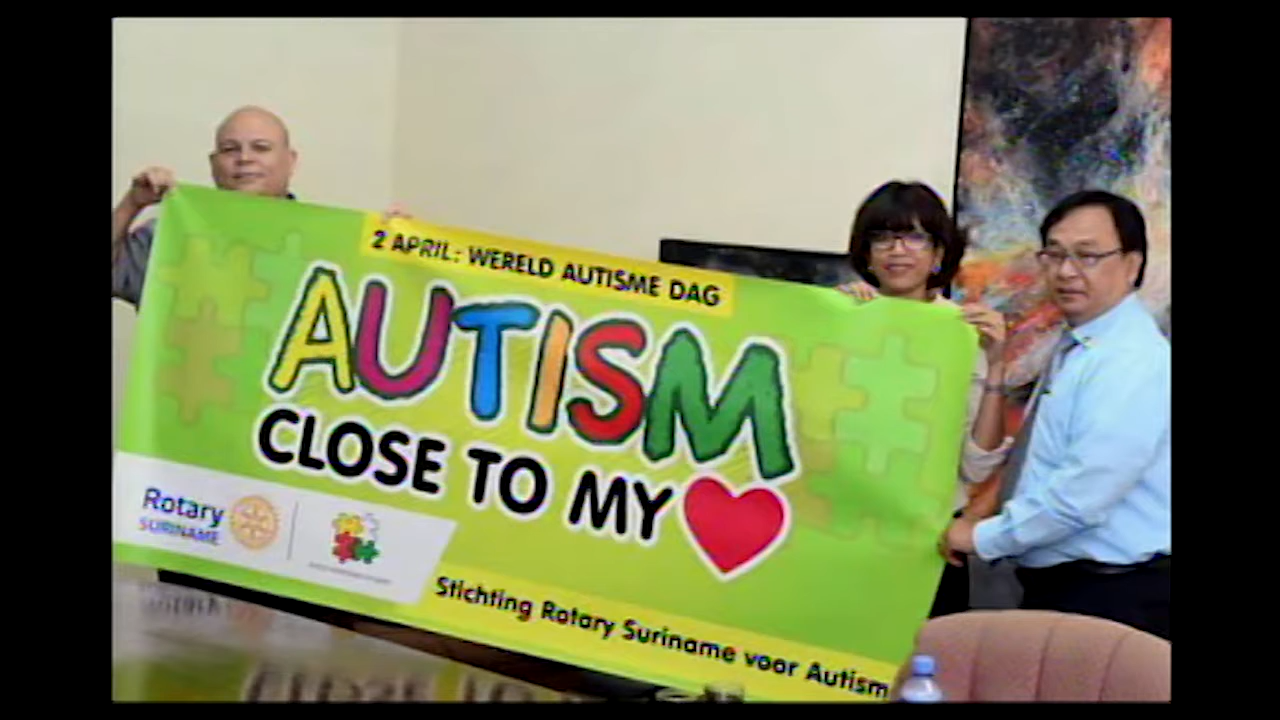 2 APRIL: WERELD AUTISME DAG
AUTISM
CLOSE TO MY
Rotary
SURINAME
Stichting Rotary Suriname voor Autism